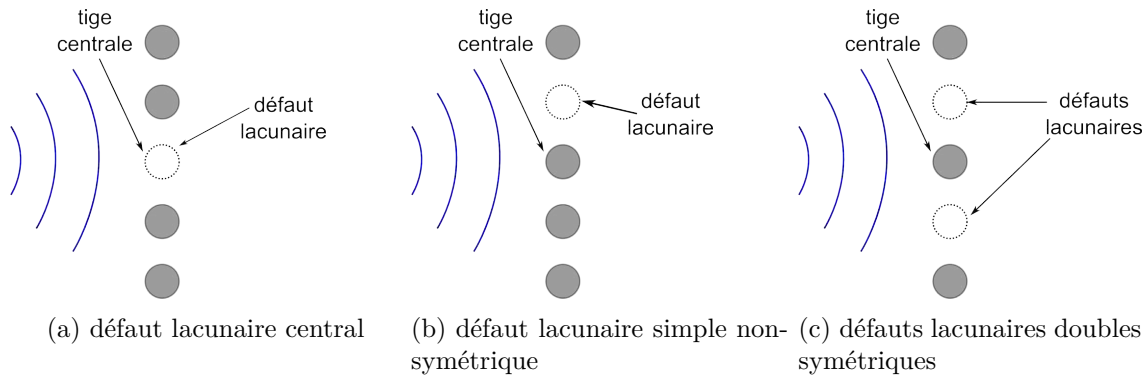 tige
centrale
défaut
lacunaire
(a) défaut lacunaire central
tige
centrale
défaut
lacunaire
(b) défaut lacunaire simple non-
symétrique
tige
centrale
défauts
lacunaires
(c) défauts lacunaires doubles
symétriques